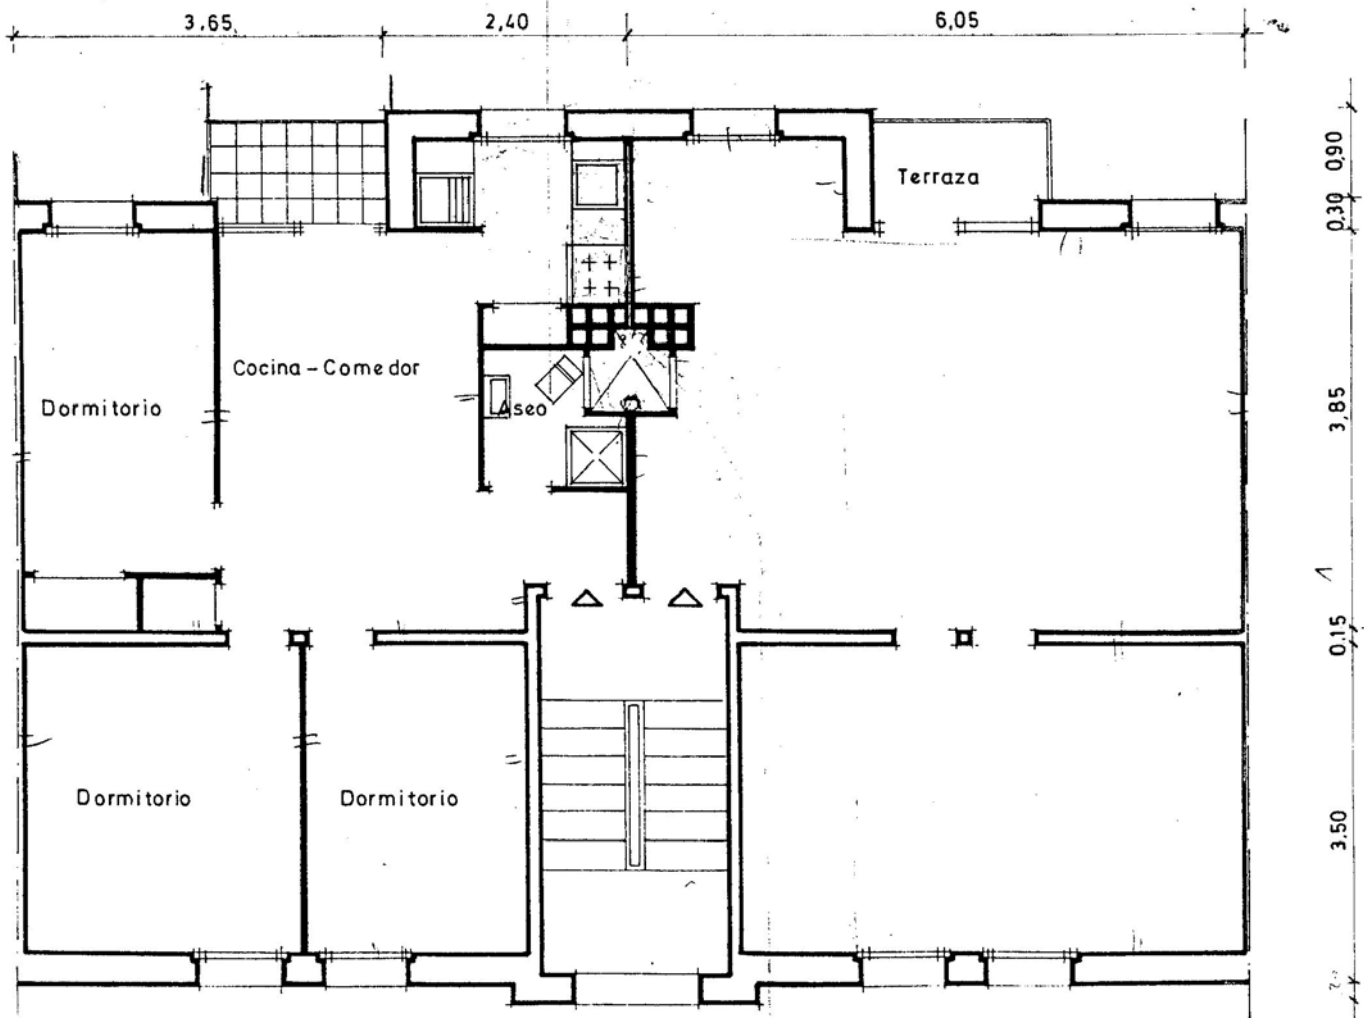 3,65 2,40 6,05
0,90
Terraza
0,30
Cocina-Comedor
Dormitorio
Aseo
3,85
0,15
Dormitorio
Dormitorio
3.50